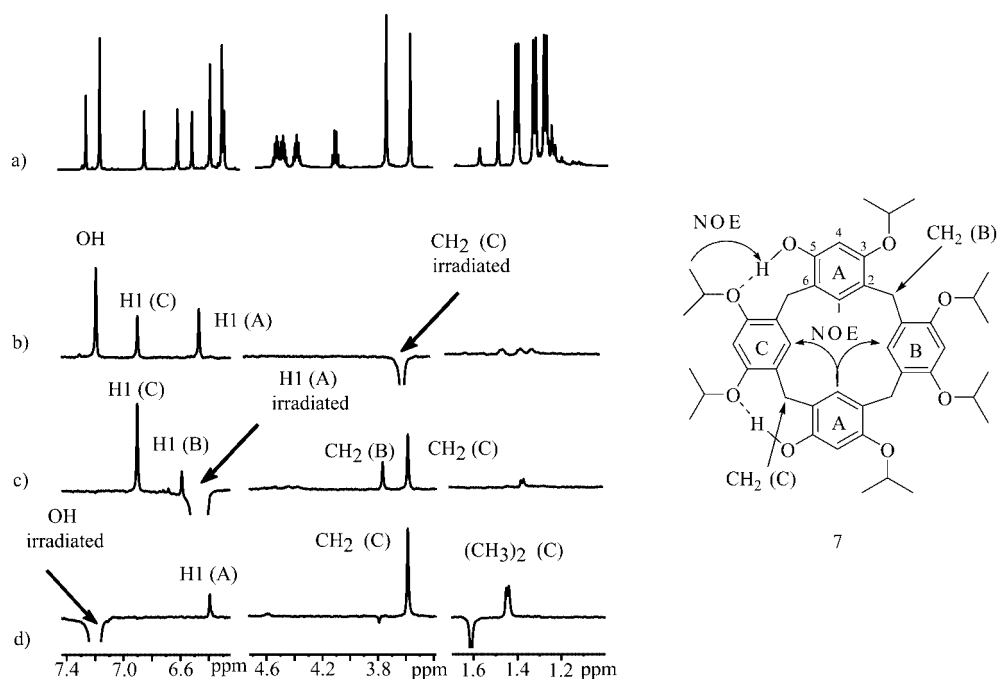 a)
OH
H1 (C)
H1 (A)
CH2 (C)
irradiated
b)
H1 (C)
H1 (B)
H1 (A)
irradiated
CH2 (B)
CH2 (C)
c)
OH
irradiated
H1 (A)
CH2 (C)
(CH3)2 (C)
d)
7.4 7.0 6.6 ppm 4.6 4.2 3.8 ppm 1.6 1.4 1.2 ppm
NOE
H
O
5
4
3
O
A
6
2
CH2 (B)
O
O
C
NOE
B
O
H
A
O
O
O
CH2 (C)
7